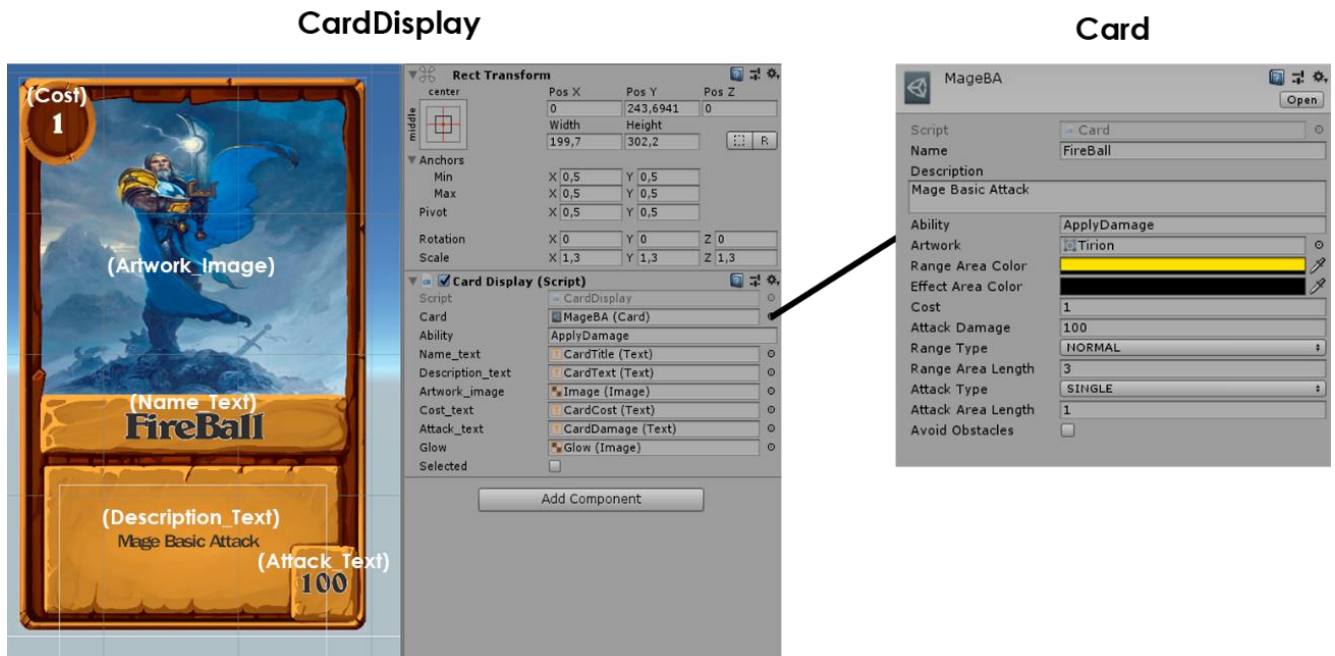 CardDisplay
Card
(Cost)
1
(Artwork_Image)
(Name_Text)
FireBall
(Description_Text)
Mage Basic Attack
(Attack_Text)
100
Rect Transform
center
Pos X Pos Y Pos Z
middle
0 243,6941 0
Width Height
199,7 302,2
R
Anchors
Min X 0,5 Y 0,5
Max X 0,5 Y 0,5
Pivot X 0,5 Y 0,5
Rotation X 0 Y 0 Z 0
Scale X 1,3 Y 1,3 Z 1,3
Card Display (Script)
Script CardDisplay
Card MageBA (Card)
Ability ApplyDamage
Name_text CardTitle (Text)
Description_text CardText (Text)
Artwork_image Image (Image)
Cost_text CardCost (Text)
Attack_text CardDamage (Text)
Glow Glow (Image)
Selected
Add Component
MageBA
Open
Script Card
Name FireBall
Description
Mage Basic Attack
Ability ApplyDamage
Artwork Tirion
Range Area Color
Effect Area Color
Cost 1
Attack Damage 100
Range Type NORMAL
Range Area Length 3
Attack Type SINGLE
Attack Area Length 1
Avoid Obstacles